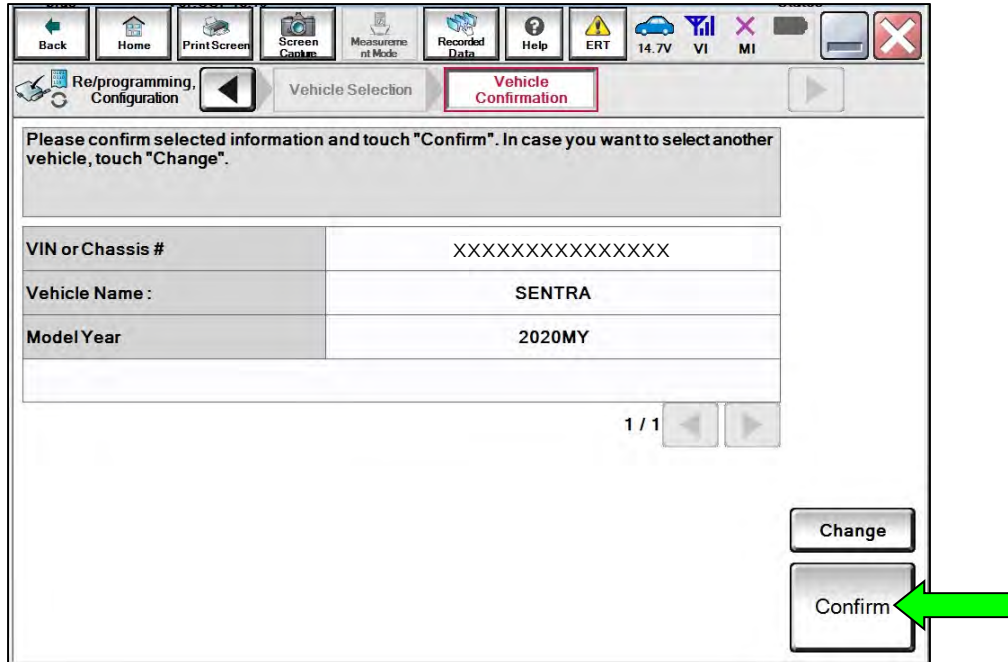 Back
Home
Print Screen
Screen
Capture
Measureme
nt Mode
Recorded
Data
Help
ERT
14.7V
VI
MI
Re/programming,
Configuration
Vehicle Selection
Vehicle
Confirmation
Please confirm selected information and touch "Confirm". In case you want to select another
vehicle, touch "Change".
VIN or Chassis #
XXXXXXXXXXXXXXX
Vehicle Name :
SENTRA
Model Year
2020MY
1 / 1
Change
Confirm